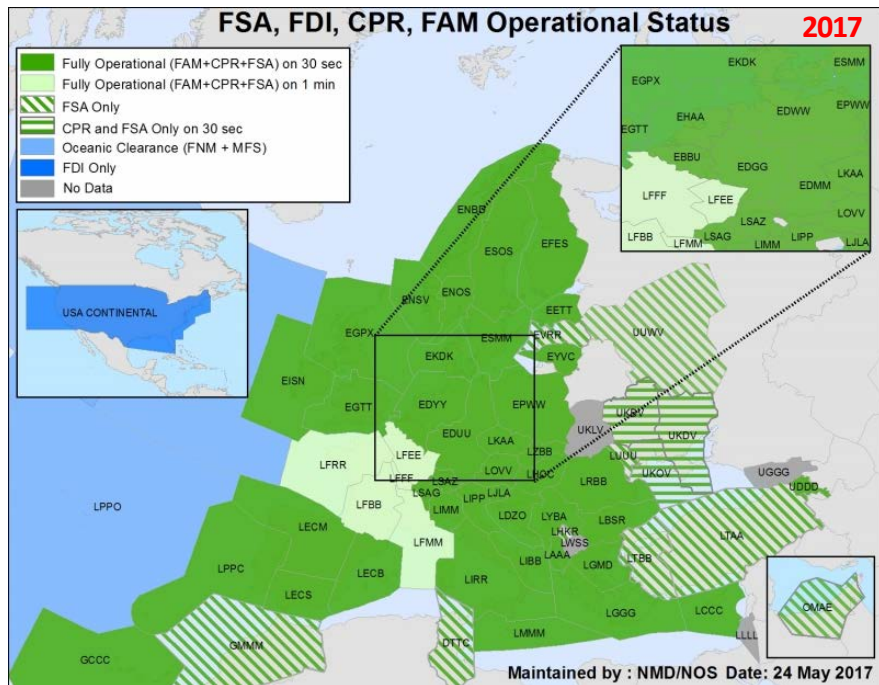 FSA, FDI, CPR, FAM Operational Status
2017
Fully Operational (FAM+CPR+FSA) on 30 sec
Fully Operational (FAM+CPR+FSA) on 1 min
FSA Only
CPR and FSA Only on 30 sec
Oceanic Clearance (FNM + MFS)
FDI Only
No Data
EKDK
ESMM
EGPX
EHAA
EDWW
EPWW
EGTT
EBBU
EDGG
LKAA
LFFF
LFEE
EDMM
LSAZ
LOVV
LFBB
LFMM
LSAG
LIMM
LIPP
LJLA
USA CONTINENTAL
ENBD
ESOS
EFES
ENSV
ENOS
EETT
EGPX
ESMM
EVRR
UUWV
EKDK
EYVC
EISN
EGTT
EDYY
EPWW
UKBV
UKLV
UKDV
EDUU
LKAA
LFEE
LZBB
LUUU
LFRR
LFFF
LSAZ
LOVV
LHCC
UKOV
UGGG
LPPO
LFBB
LSAG
LIPP
LJLA
LRBB
UDDD
LIMM
LDZO
LYBA
LBSR
LECM
LHKR
LWSS
LTAA
LFMM
LIBB
LAAA
LTBB
LPPC
LECB
LIRR
LGMD
LECS
OMAE
LGGG
LCCC
GMMM
DTTC
LMMM
LLLL
GCCC
Maintained by : NMD/NOS Date: 24 May 2017